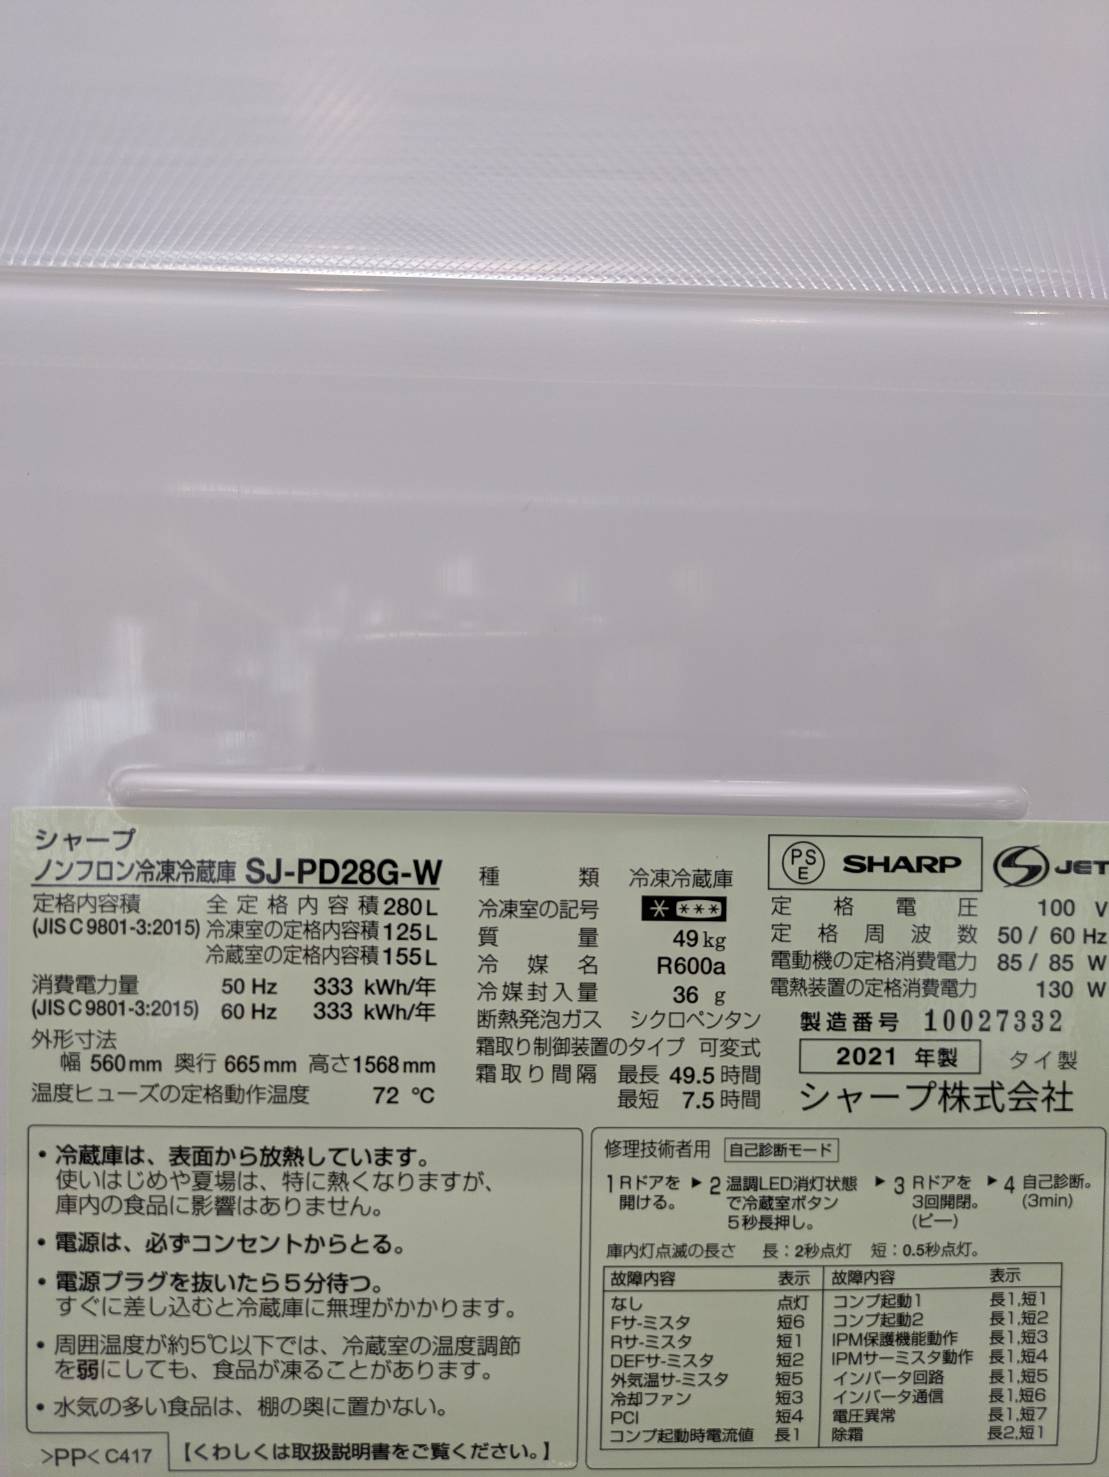 シャープ
ノンフロン冷凍冷蔵庫 SJ-PD28G-W
定格内容積 全定格内容積 280L
(JIS C 9801-3:2015) 冷凍室の定格内容積 125L
冷蔵室の定格内容積 155L
消費電力量 50 Hz 333 kWh/年
(JIS C 9801-3:2015) 60 Hz 333 kWh/年
外形寸法
幅 560mm 奥行 665mm 高さ1568mm
温度ヒューズの定格動作温度 72 ℃
種類 冷凍冷蔵庫
冷凍室の記号 * ***
質量 49kg
冷媒名 R600a
冷媒封入量 36 g
断熱発泡ガス シクロペンタン
霜取り制御装置のタイプ 可変式
霜取り間隔 最長 49.5時間
最短 7.5時間
PS
E
SHARP
S JET
定格電圧 100 V
定格周波数 50 / 60 Hz
電動機の定格消費電力 85 / 85 W
電熱装置の定格消費電力 130 W
製造番号 10027332
2021 年製 タイ製
シャープ株式会社
・冷蔵庫は、表面から放熱しています。
使いはじめや夏場は、特に熱くなりますが、
庫内の食品に影響はありません。
・電源は、必ずコンセントからとる。
・電源プラグを抜いたら5分待つ。
すぐに差し込むと冷蔵庫に無理がかかります。
・周囲温度が約5℃以下では、冷蔵室の温度調節
を弱にしても、食品が凍ることがあります。
・水気の多い食品は、棚の奥に置かない。
>PP< C417 【くわしくは取扱説明書をご覧ください。】
修理技術者用 自己診断モード
1 Rドアを ▶ 2 温調LED消灯状態 ▶ 3 Rドアを ▶ 4 自己診断。
開ける。 で冷蔵室ボタン 3回開閉。 (3min)
5秒長押し。 (ピー)
庫内灯点滅の長さ 長：2秒点灯 短：0.5秒点灯。
故障内容 表示 故障内容 表示
なし 点灯 コンプ起動1 長1,短1
Fサ-ミスタ 短6 コンプ起動2 長1,短2
Rサ-ミスタ 短1 IPM保護機能動作 長1,短3
DEFサ-ミスタ 短2 IPMサーミスタ動作 長1,短4
外気温サ-ミスタ 短5 インバータ回路 長1,短5
冷却ファン 短3 インバータ通信 長1,短6
PCI 短4 電圧異常 長1,短7
コンプ起動時電流値 長1 除霜 長2,短1